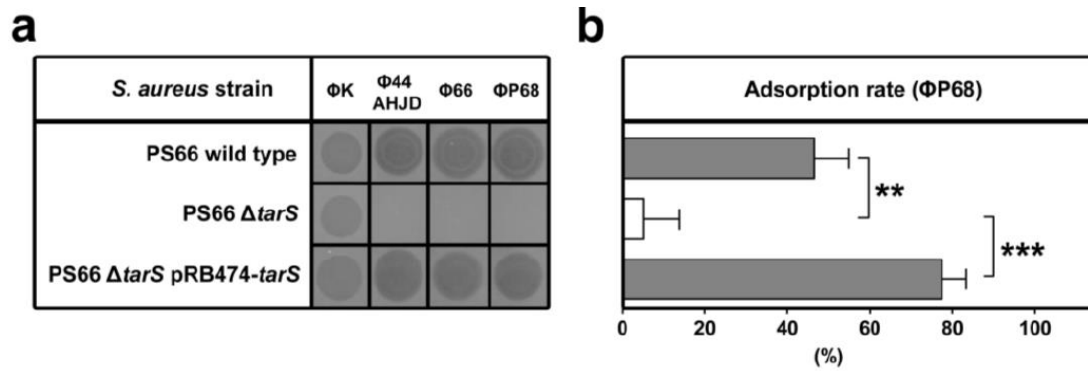 a
S. aureus strain
ΦK
Φ44
AHJD
Φ66
ΦP68
PS66 wild type
PS66 ΔtarS
PS66 ΔtarS pRB474-tarS
b
Adsorption rate (ΦP68)
**
***
0 20 40 60 80 100
(%)